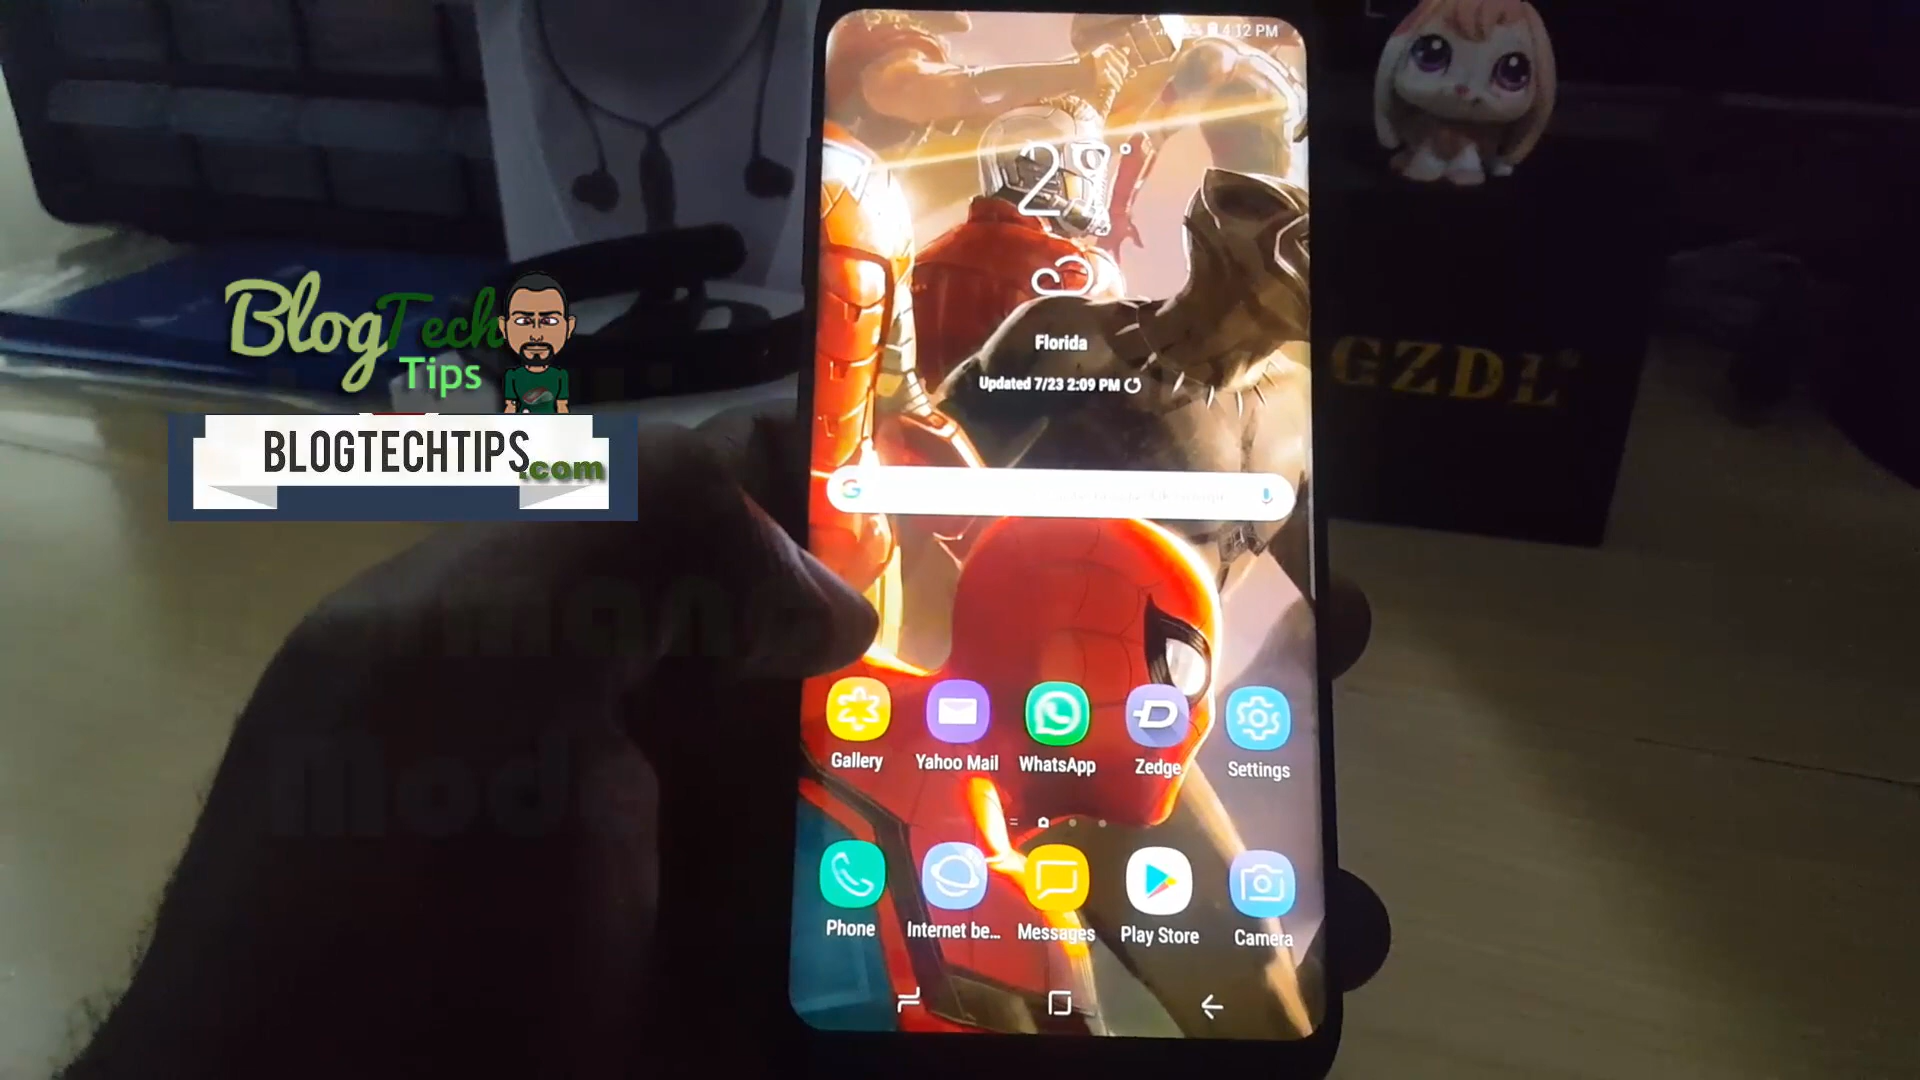 4:12 PM
BlogTech
Tips
BLOGTECHTIPS.com
Florida
Updated 7/23 2:09 PM
GZDL
Gallery
Yahoo Mail
WhatsApp
Zedge
Settings
Phone
Internet be...
Messages
Play Store
Camera